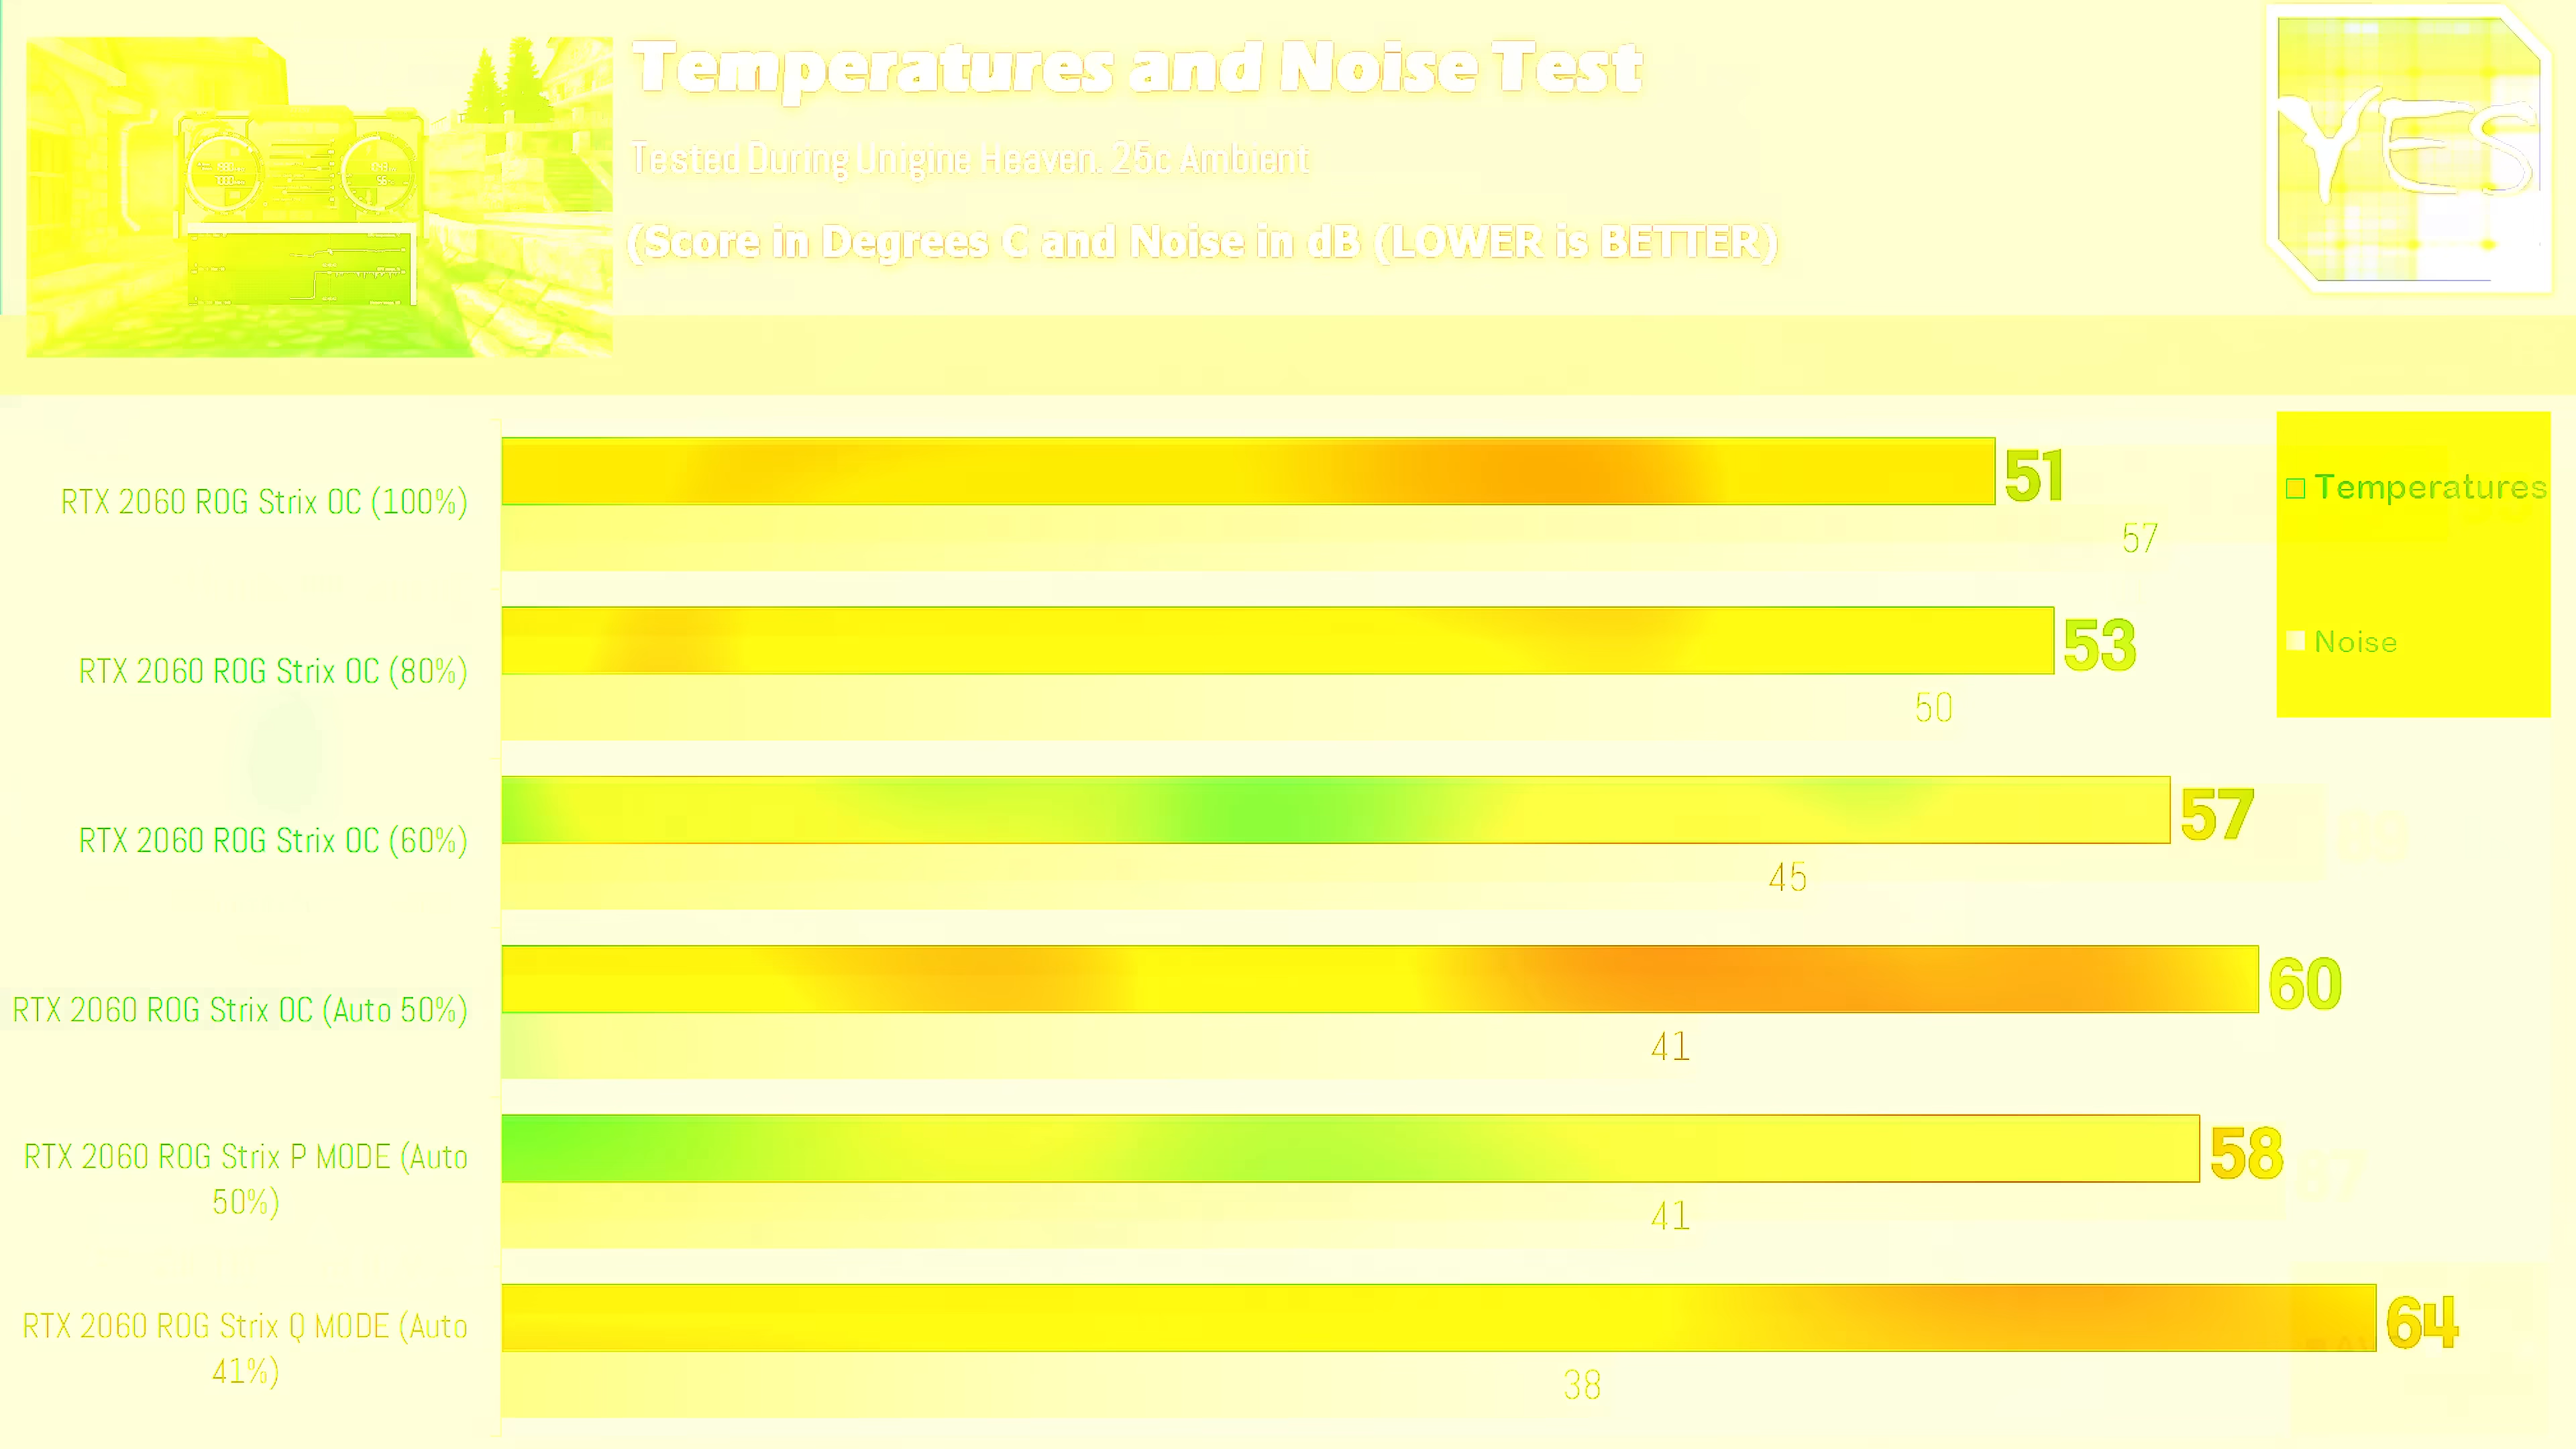 Temperatures and Noise Test
Tested During Unigine Heaven. 25c Ambient
(Score in Degrees C and Noise in dB (LOWER is BETTER)
YES
RTX 2060 ROG Strix OC (100%)
51
57
RTX 2060 ROG Strix OC (80%)
53
50
RTX 2060 ROG Strix OC (60%)
57
45
RTX 2060 ROG Strix OC (Auto 50%)
60
41
RTX 2060 ROG Strix P MODE (Auto
50%)
58
41
RTX 2060 ROG Strix Q MODE (Auto
41%)
64
38
Temperatures
Noise